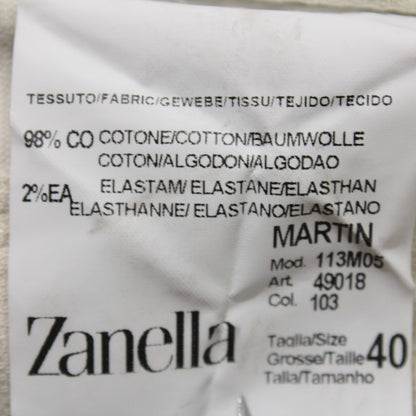 TESSUTO/FABRIC/GEWEBE/TISSU/TEJIDO/TECIDO
98% CO COTONE/COTTON/BAUMWOLLE
COTON/ALGODON/ALGODAO
2%EA ELASTAM/ ELASTANE/ELASTHAN
ELASTHANNE/ ELASTANO/ELASTANO
MARTIN
Mod. 113M05
Art. 49018
Col. 103
Zanella
Taglia/Size
Grosse/Taille 40
Talla/Tamanho